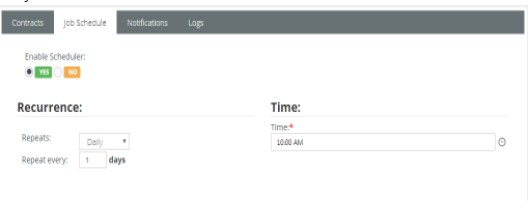 Contracts Job Schedule Notifications Logs
Enable Scheduler:
YES NO
Recurrence: Time:
Time:*
Repeats: Daily 10:00 AM
Repeat every: 1 days